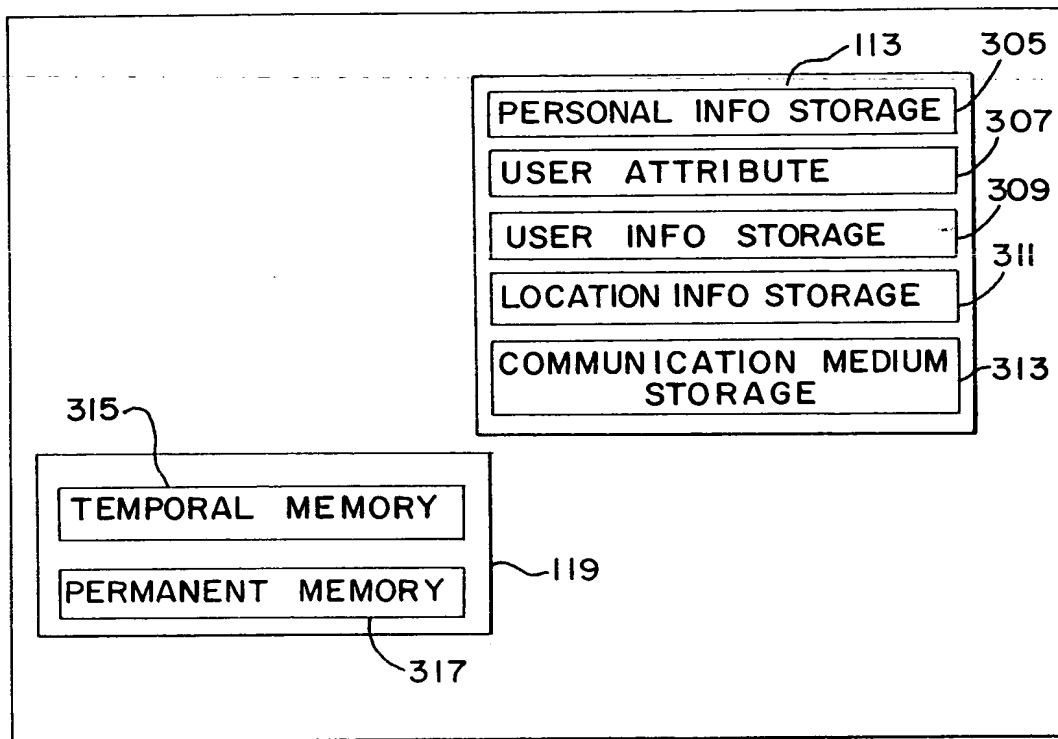 113
305
PERSONAL INFO STORAGE
307
USER ATTRIBUTE
309
USER INFO STORAGE
311
LOCATION INFO STORAGE
COMMUNICATION MEDIUM
STORAGE
313
315
TEMPORAL MEMORY
119
PERMANENT MEMORY
317